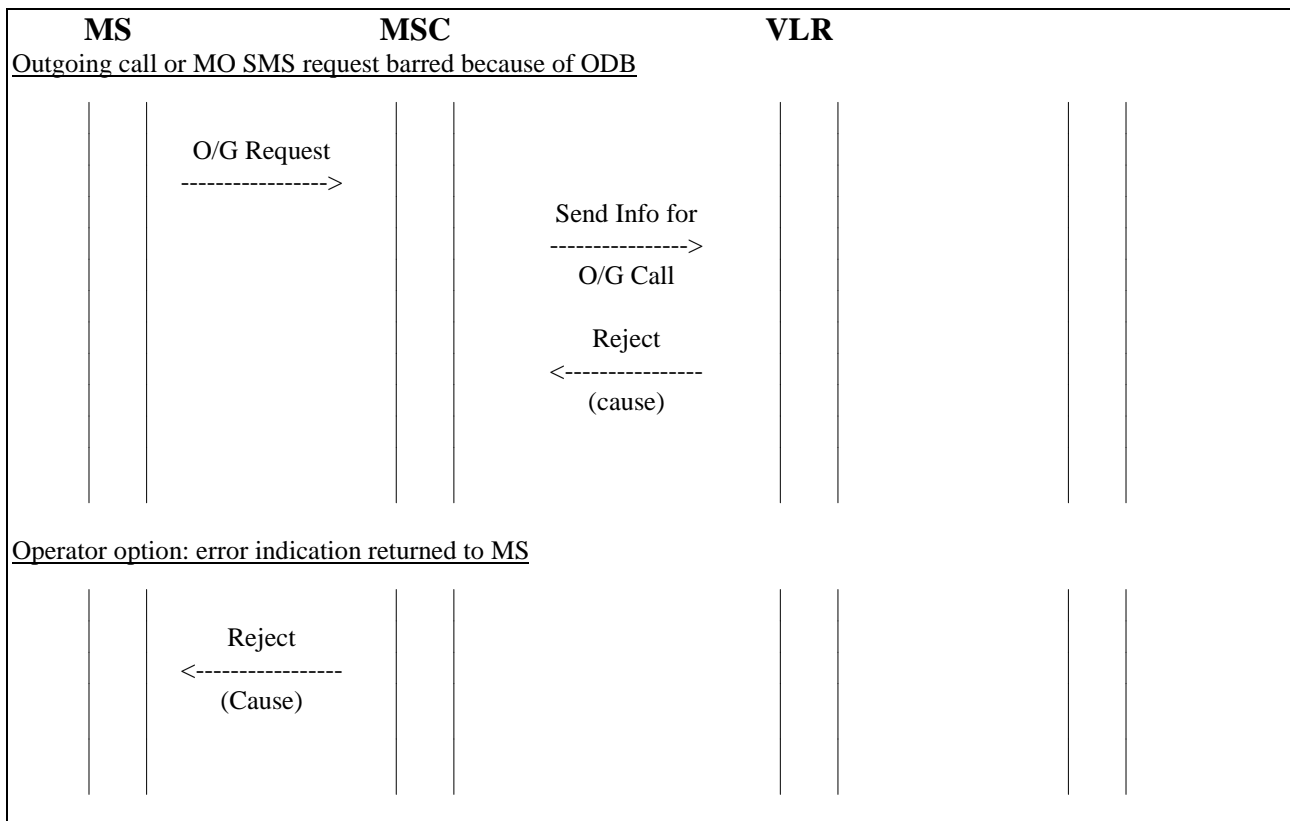 MS MSC VLR
Outgoing call or MO SMS request barred because of ODB
O/G Request
----------------->
Send Info for
---------------->
O/G Call
Reject
<----------------
(cause)
Operator option: error indication returned to MS
Reject
<-----------------
(Cause)